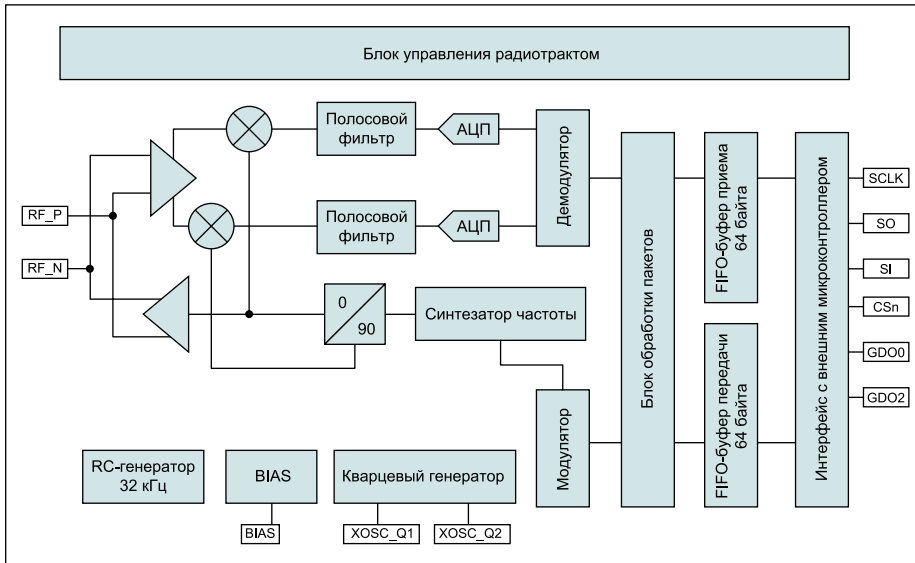 Блок управления радиотрактом
Полосовой
фильтр
АЦП
Демодулятор
Блок обработки пакетов
FIFO-буфер приема
64 байта
Интерфейс с внешним микроконтроллером
SCLK
SO
SI
CSn
GDO0
GDO2
RF_P
RF_N
Полосовой
фильтр
АЦП
0
90
Синтезатор частоты
Модулятор
FIFO-буфер передачи
64 байта
RC-генератор
32 кГц
BIAS
BIAS
Кварцевый генератор
XOSC_Q1
XOSC_Q2